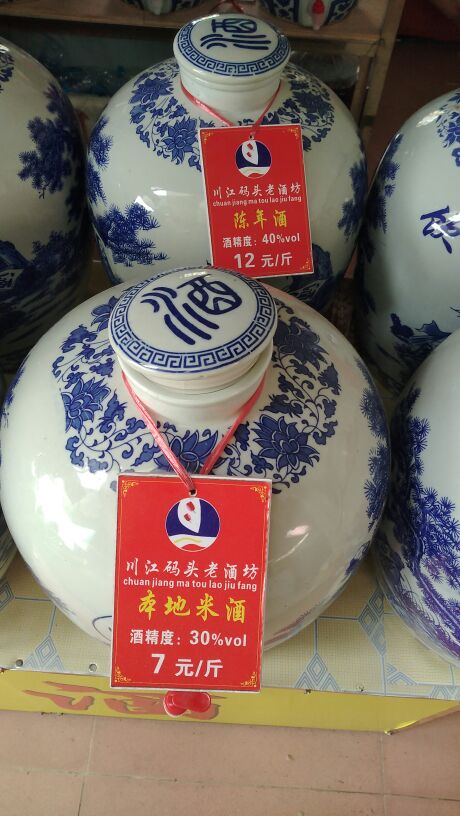 酒
川江码头老酒坊
chuan jiang ma tou lao jiu fang
陈年酒
酒精度：40%vol
12 元/斤
酒
川江码头老酒坊
chuan jiang ma tou lao jiu fang
本地米酒
酒精度：30%vol
7 元/斤